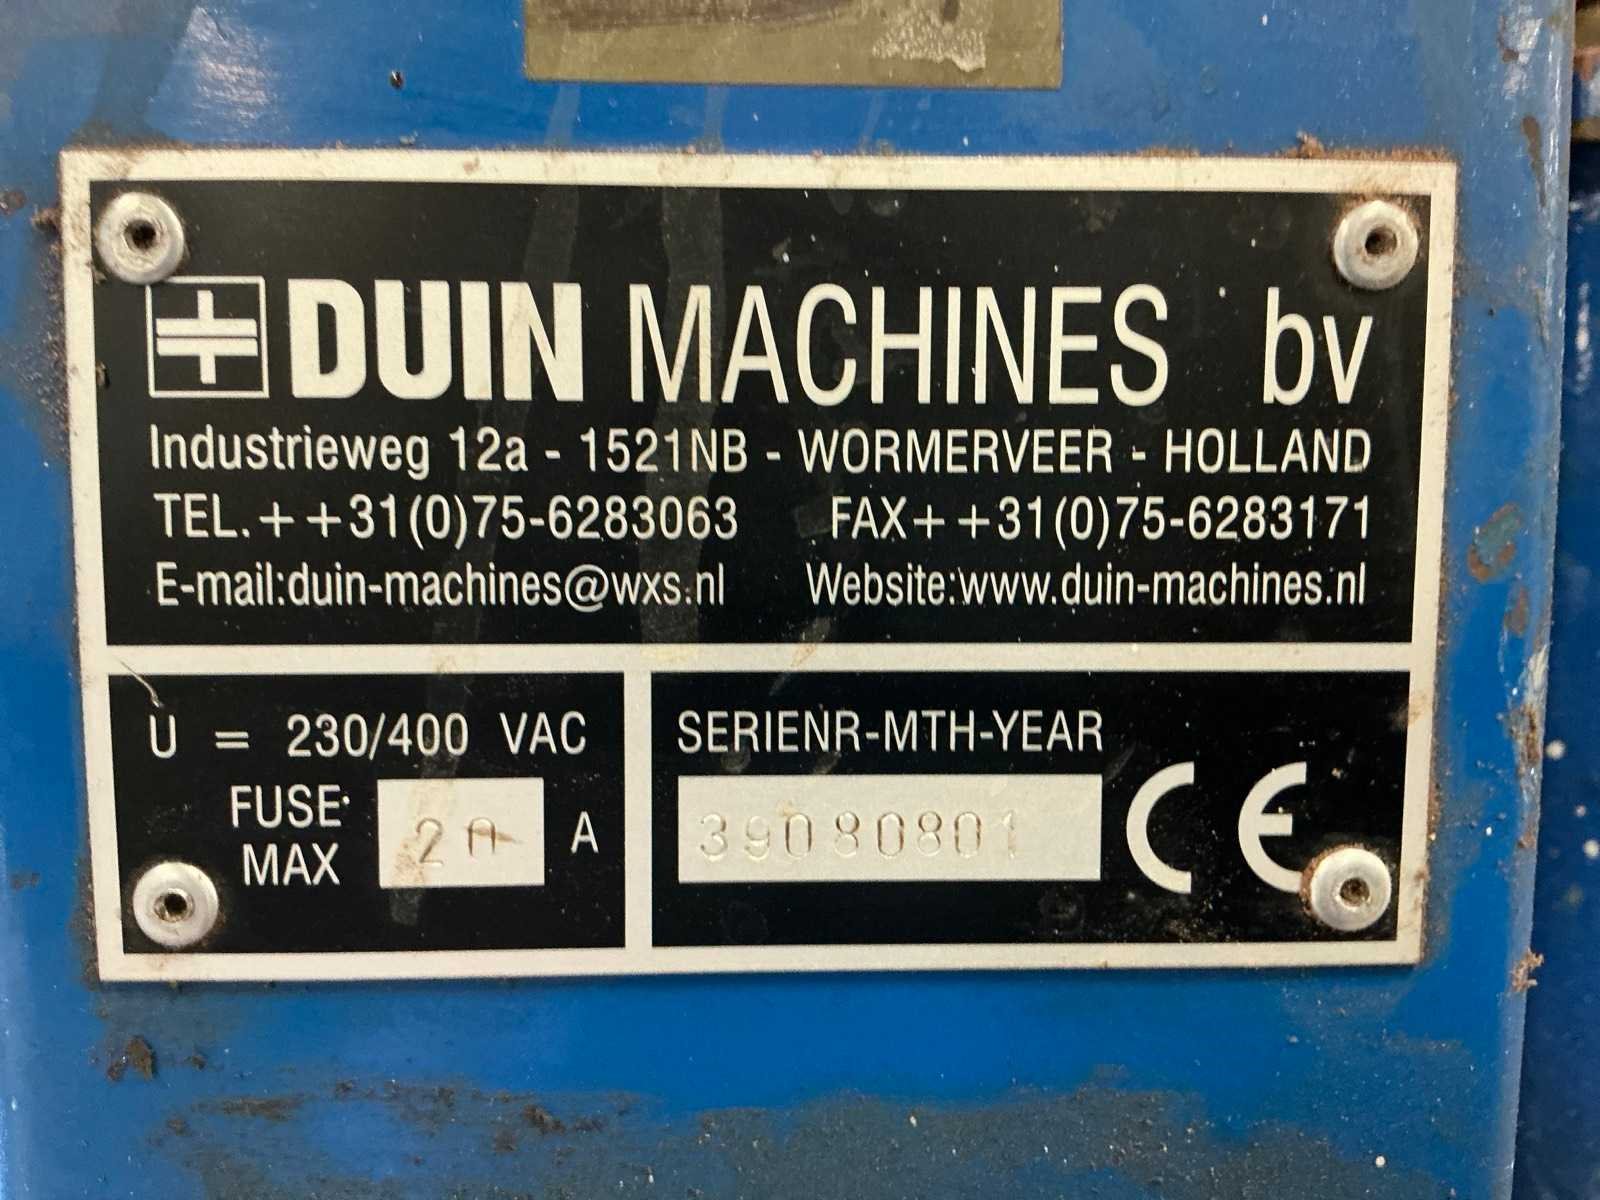 DUIN MACHINES bv
Industrieweg 12a - 1521NB - WORMERVEER - HOLLAND
TEL.++31(0)75-6283063 FAX++31(0)75-6283171
E-mail:duin-machines@wxs.nl Website:www.duin-machines.nl
U = 230/400 VAC
FUSE MAX A
SERIENR-MTH-YEAR
39080801
CE